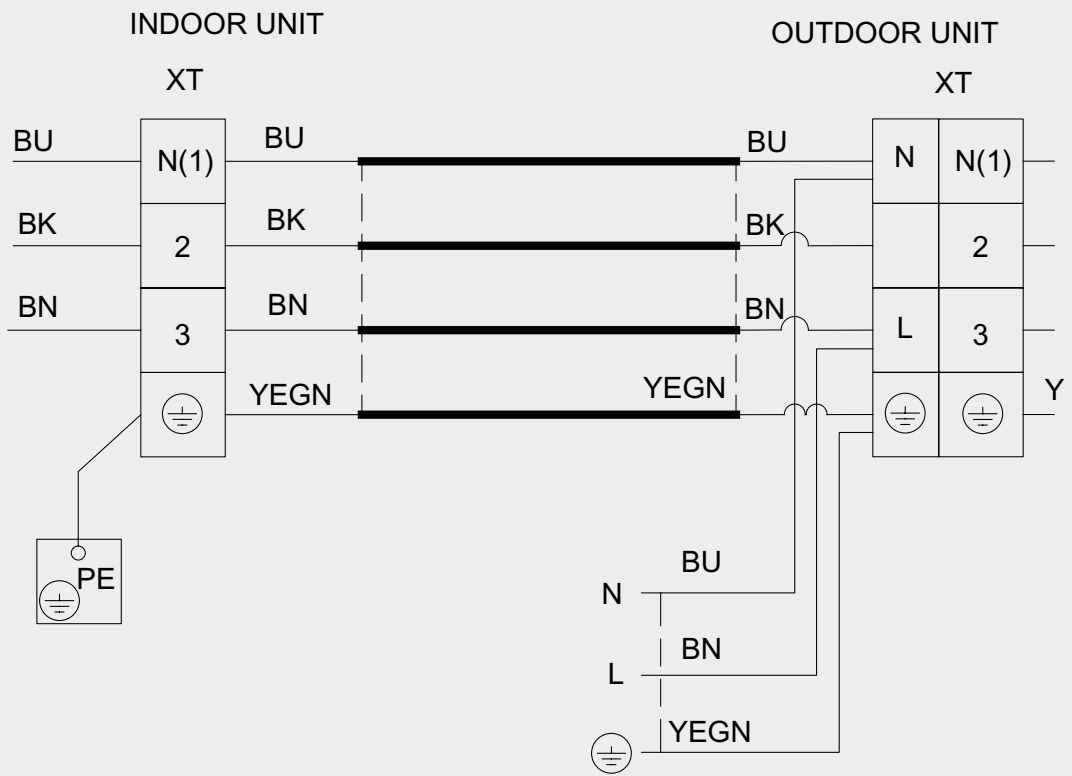 INDOOR UNIT
OUTDOOR UNIT
XT
XT
BU
BU
BU
N(1)
N
N(1)
BK
BK
BK
2
2
BN
BN
BN
3
L
3
YEGN
YEGN
Y
PE
BU
N
BN
L
YEGN